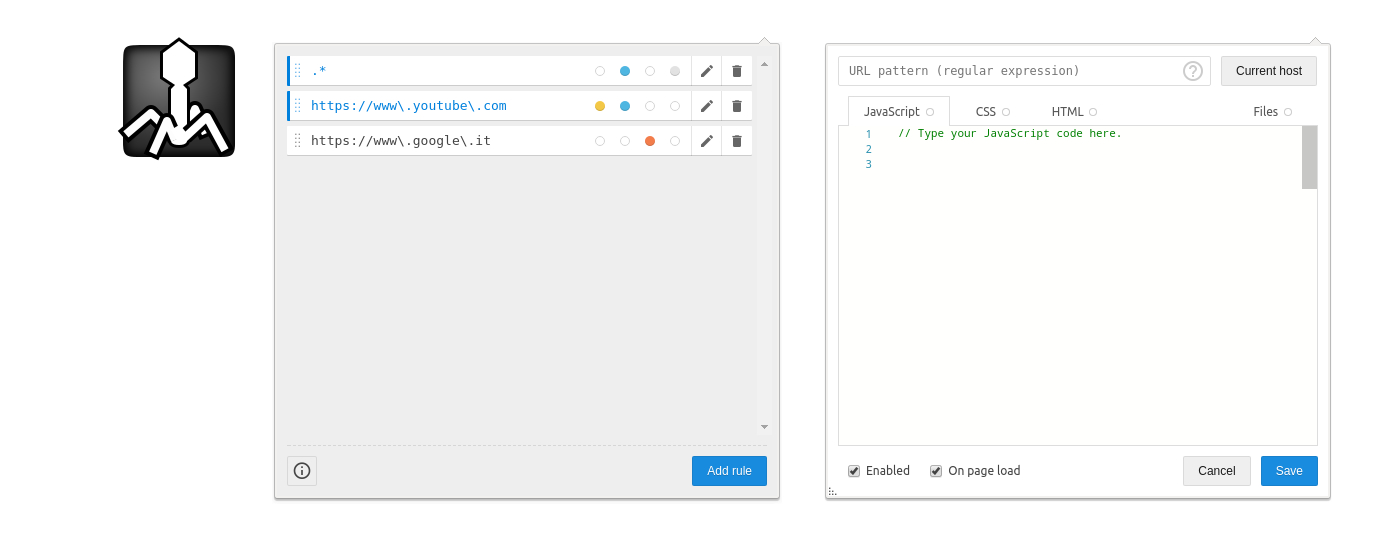 .*
https://www\.youtube\.com
https://www\.google\.it
Add rule
URL pattern (regular expression) ?
Current host
JavaScript
CSS
HTML
Files
1 // Type your JavaScript code here.
2
3
Enabled
On page load
Cancel
Save